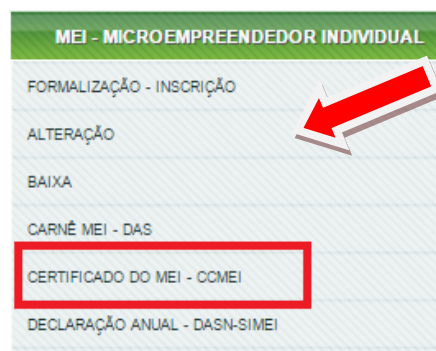 MEI - MICROEMPREENDEDOR INDIVIDUAL
FORMALIZAÇÃO - INSCRIÇÃO
ALTERAÇÃO
BAIXA
CARNÊ MEI - DAS
CERTIFICADO DO MEI - CCMEI
DECLARAÇÃO ANUAL - DASN-SIMEI